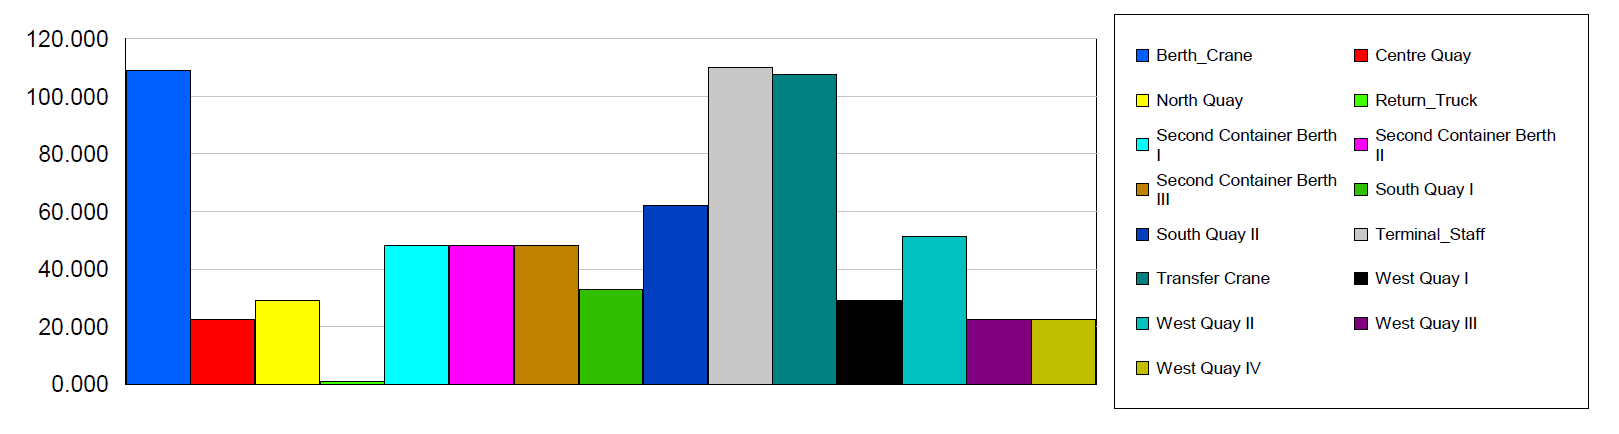 120.000
100.000
80.000
60.000
40.000
20.000
0.000
Berth_Crane
Centre Quay
North Quay
Return_Truck
Second Container Berth
I
Second Container Berth
II
Second Container Berth
III
South Quay I
South Quay II
Terminal_Staff
Transfer Crane
West Quay I
West Quay II
West Quay III
West Quay IV